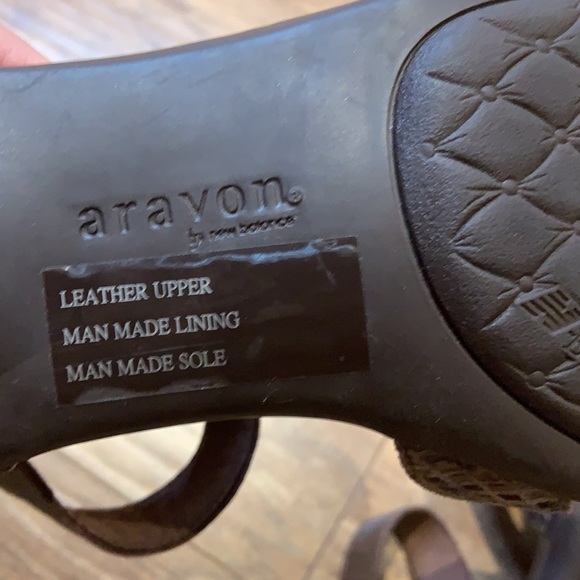 aravon®
by new balance
LEATHER UPPER
MAN MADE LINING
MAN MADE SOLE